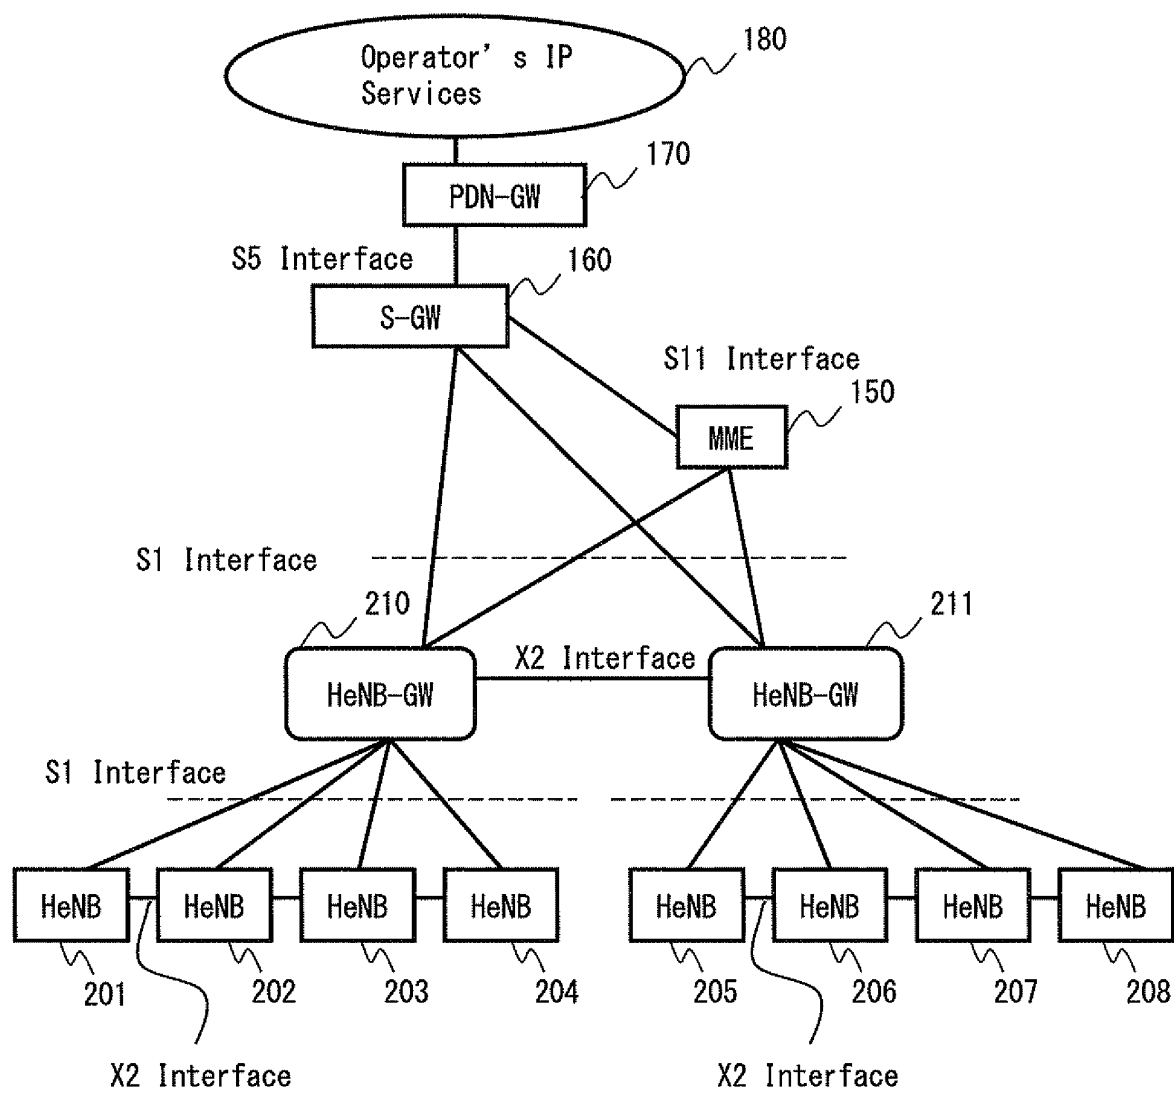 180
Operator's IP
Services
170
PDN-GW
S5 Interface
160
S-GW
S11 Interface
150
MME
S1 Interface
210
211
X2 Interface
HeNB-GW
HeNB-GW
S1 Interface
HeNB
HeNB
HeNB
HeNB
HeNB
HeNB
HeNB
HeNB
201
202
203
204
205
206
207
208
X2 Interface
X2 Interface